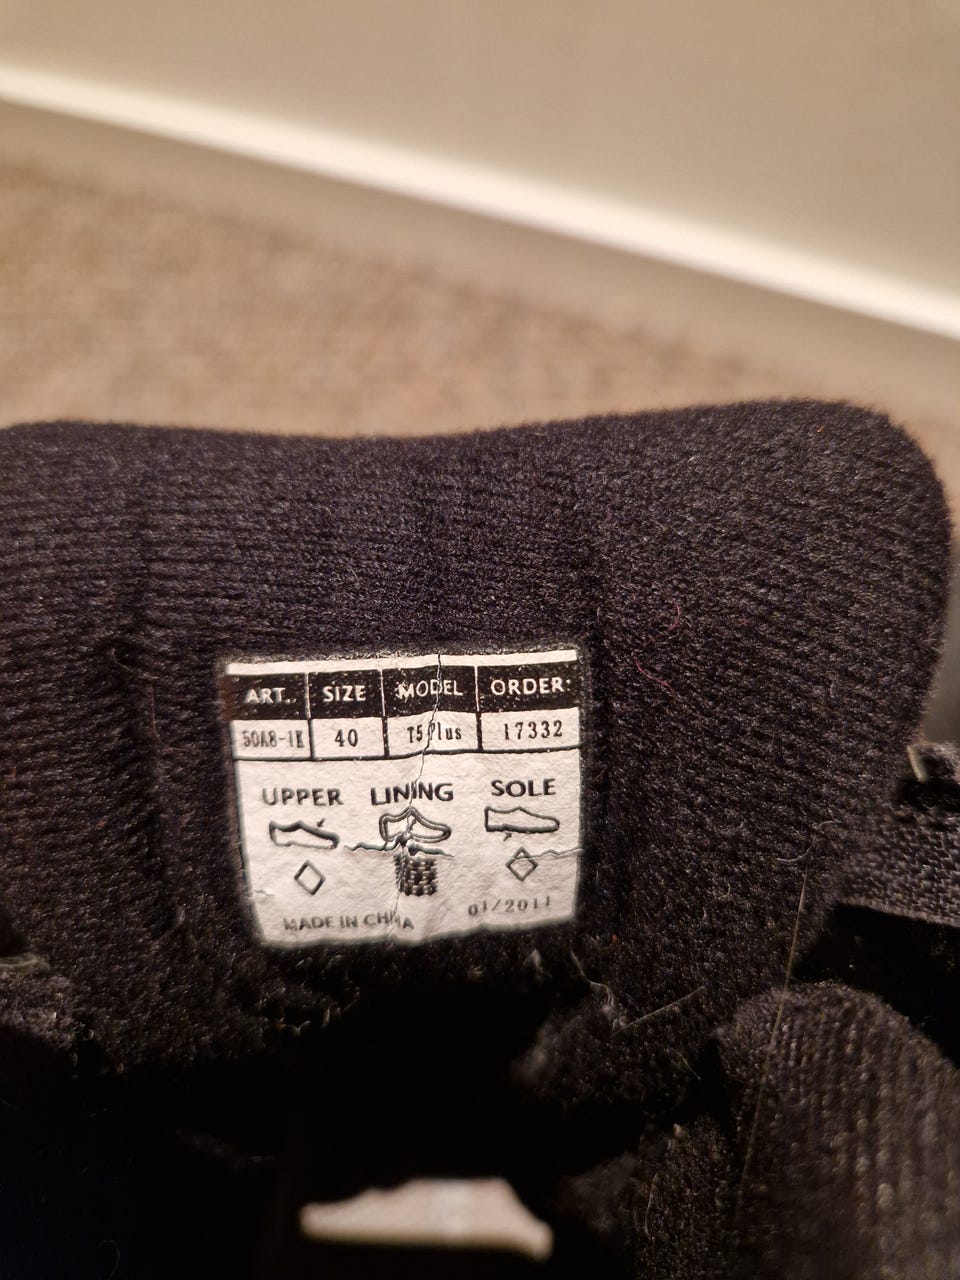 ART. SIZE MODEL ORDER:
40 T5 Plus 17332
UPPER LINING SOLE
MADE IN CHINA 01/2011